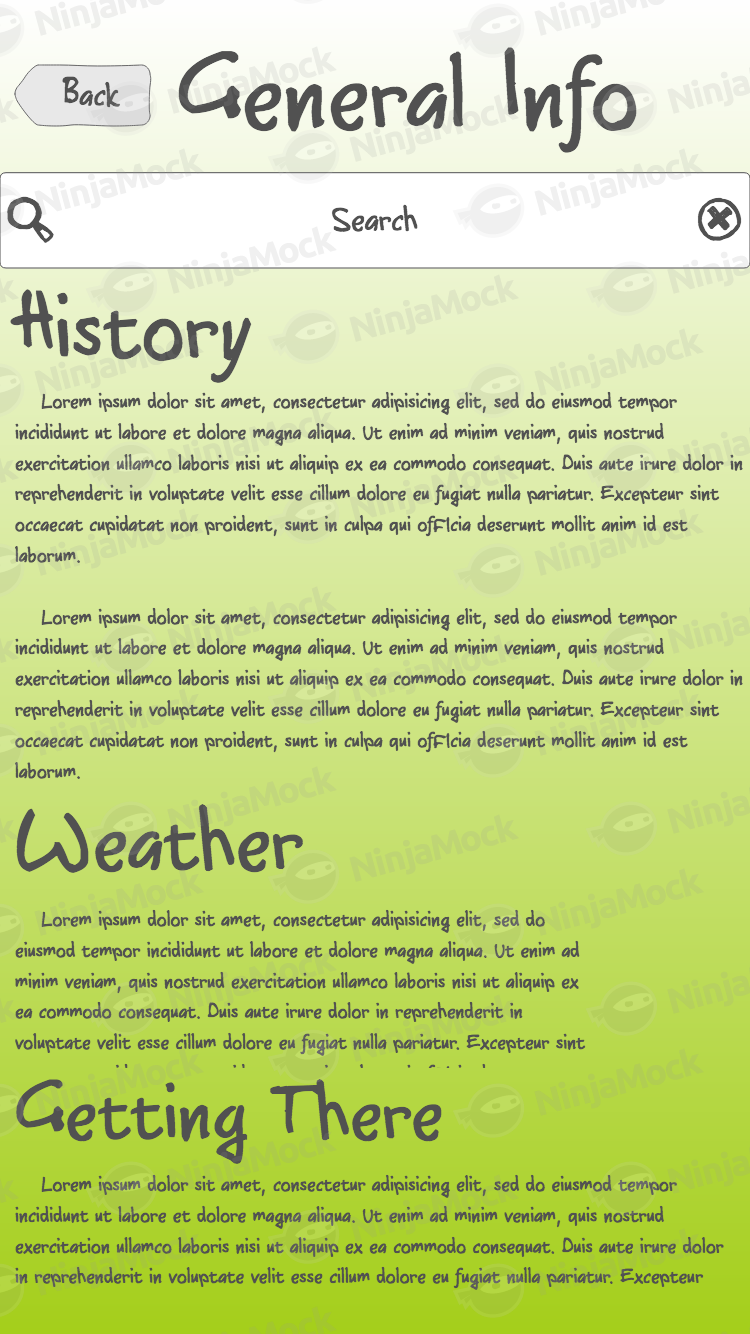 Back
General Info
Search
History
Lorem ipsum dolor sit amet, consectetur adipisicing elit, sed do eiusmod tempor
incididunt ut labore et dolore magna aliqua. Ut enim ad minim veniam, quis nostrud
exercitation ullamco laboris nisi ut aliquip ex ea commodo consequat. Duis aute irure dolor in
reprehenderit in voluptate velit esse cillum dolore eu fugiat nulla pariatur. Excepteur sint
occaecat cupidatat non proident, sunt in culpa qui officia deserunt mollit anim id est
laborum.
Lorem ipsum dolor sit amet, consectetur adipisicing elit, sed do eiusmod tempor
incididunt ut labore et dolore magna aliqua. Ut enim ad minim veniam, quis nostrud
exercitation ullamco laboris nisi ut aliquip ex ea commodo consequat. Duis aute irure dolor in
reprehenderit in voluptate velit esse cillum dolore eu fugiat nulla pariatur. Excepteur sint
occaecat cupidatat non proident, sunt in culpa qui officia deserunt mollit anim id est
laborum.
Weather
Lorem ipsum dolor sit amet, consectetur adipisicing elit, sed do
eiusmod tempor incididunt ut labore et dolore magna aliqua. Ut enim ad
minim veniam, quis nostrud exercitation ullamco laboris nisi ut aliquip ex
ea commodo consequat. Duis aute irure dolor in reprehenderit in
voluptate velit esse cillum dolore eu fugiat nulla pariatur. Excepteur sint
Getting There
Lorem ipsum dolor sit amet, consectetur adipisicing elit, sed do eiusmod tempor
incididunt ut labore et dolore magna aliqua. Ut enim ad minim veniam, quis nostrud
exercitation ullamco laboris nisi ut aliquip ex ea commodo consequat. Duis aute irure dolor
in reprehenderit in voluptate velit esse cillum dolore eu fugiat nulla pariatur. Excepteur